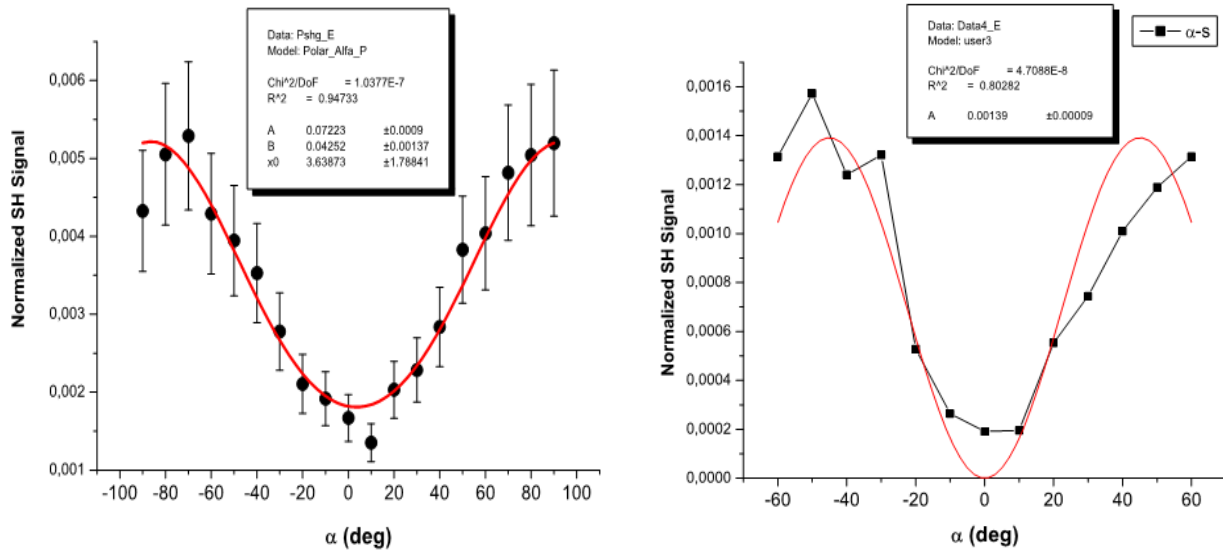 Data: Pshg_E
Model: Polar_Alfa_P
Chi^2/DoF = 1.0377E-7
R^2 = 0.94733
A 0.07223 ±0.0009
B 0.04252 ±0.00137
x0 3.63873 ±1.78841
0,006
0,005
0,004
0,003
0,002
0,001
Normalized SH Signal
-100 -80 -60 -40 -20 0 20 40 60 80 100
α (deg)
Data: Data4_E
Model: user3
Chi^2/DoF = 4.7088E-8
R^2 = 0.80282
A 0.00139 ±0.00009
α-s
0,0016
0,0014
0,0012
0,0010
0,0008
0,0006
0,0004
0,0002
0,0000
Normalized SH Signal
-60 -40 -20 0 20 40 60
α (deg)